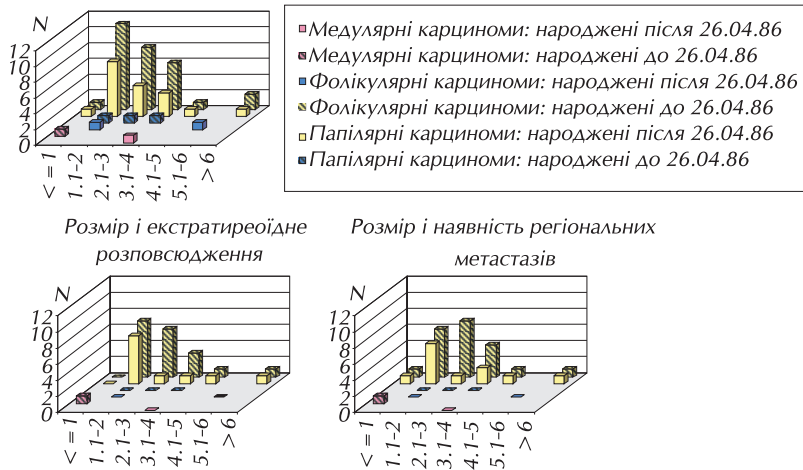 N
12
10
8
6
4
2
0
< = 1
1.1–2
2.1–3
3.1–4
4.1–5
5.1–6
> 6
Медулярні карциноми: народжені після 26.04.86
Медулярні карциноми: народжені до 26.04.86
Фолікулярні карциноми: народжені після 26.04.86
Фолікулярні карциноми: народжені до 26.04.86
Папілярні карциноми: народжені після 26.04.86
Папілярні карциноми: народжені до 26.04.86
Розмір і екстратиреоїдне
розповсюдження
N
12
10
8
6
4
2
0
< = 1
1.1–2
2.1–3
3.1–4
4.1–5
5.1–6
> 6
Розмір і наявність регіональних
метастазів
N
12
10
8
6
4
2
0
< = 1
1.1–2
2.1–3
3.1–4
4.1–5
5.1–6
> 6